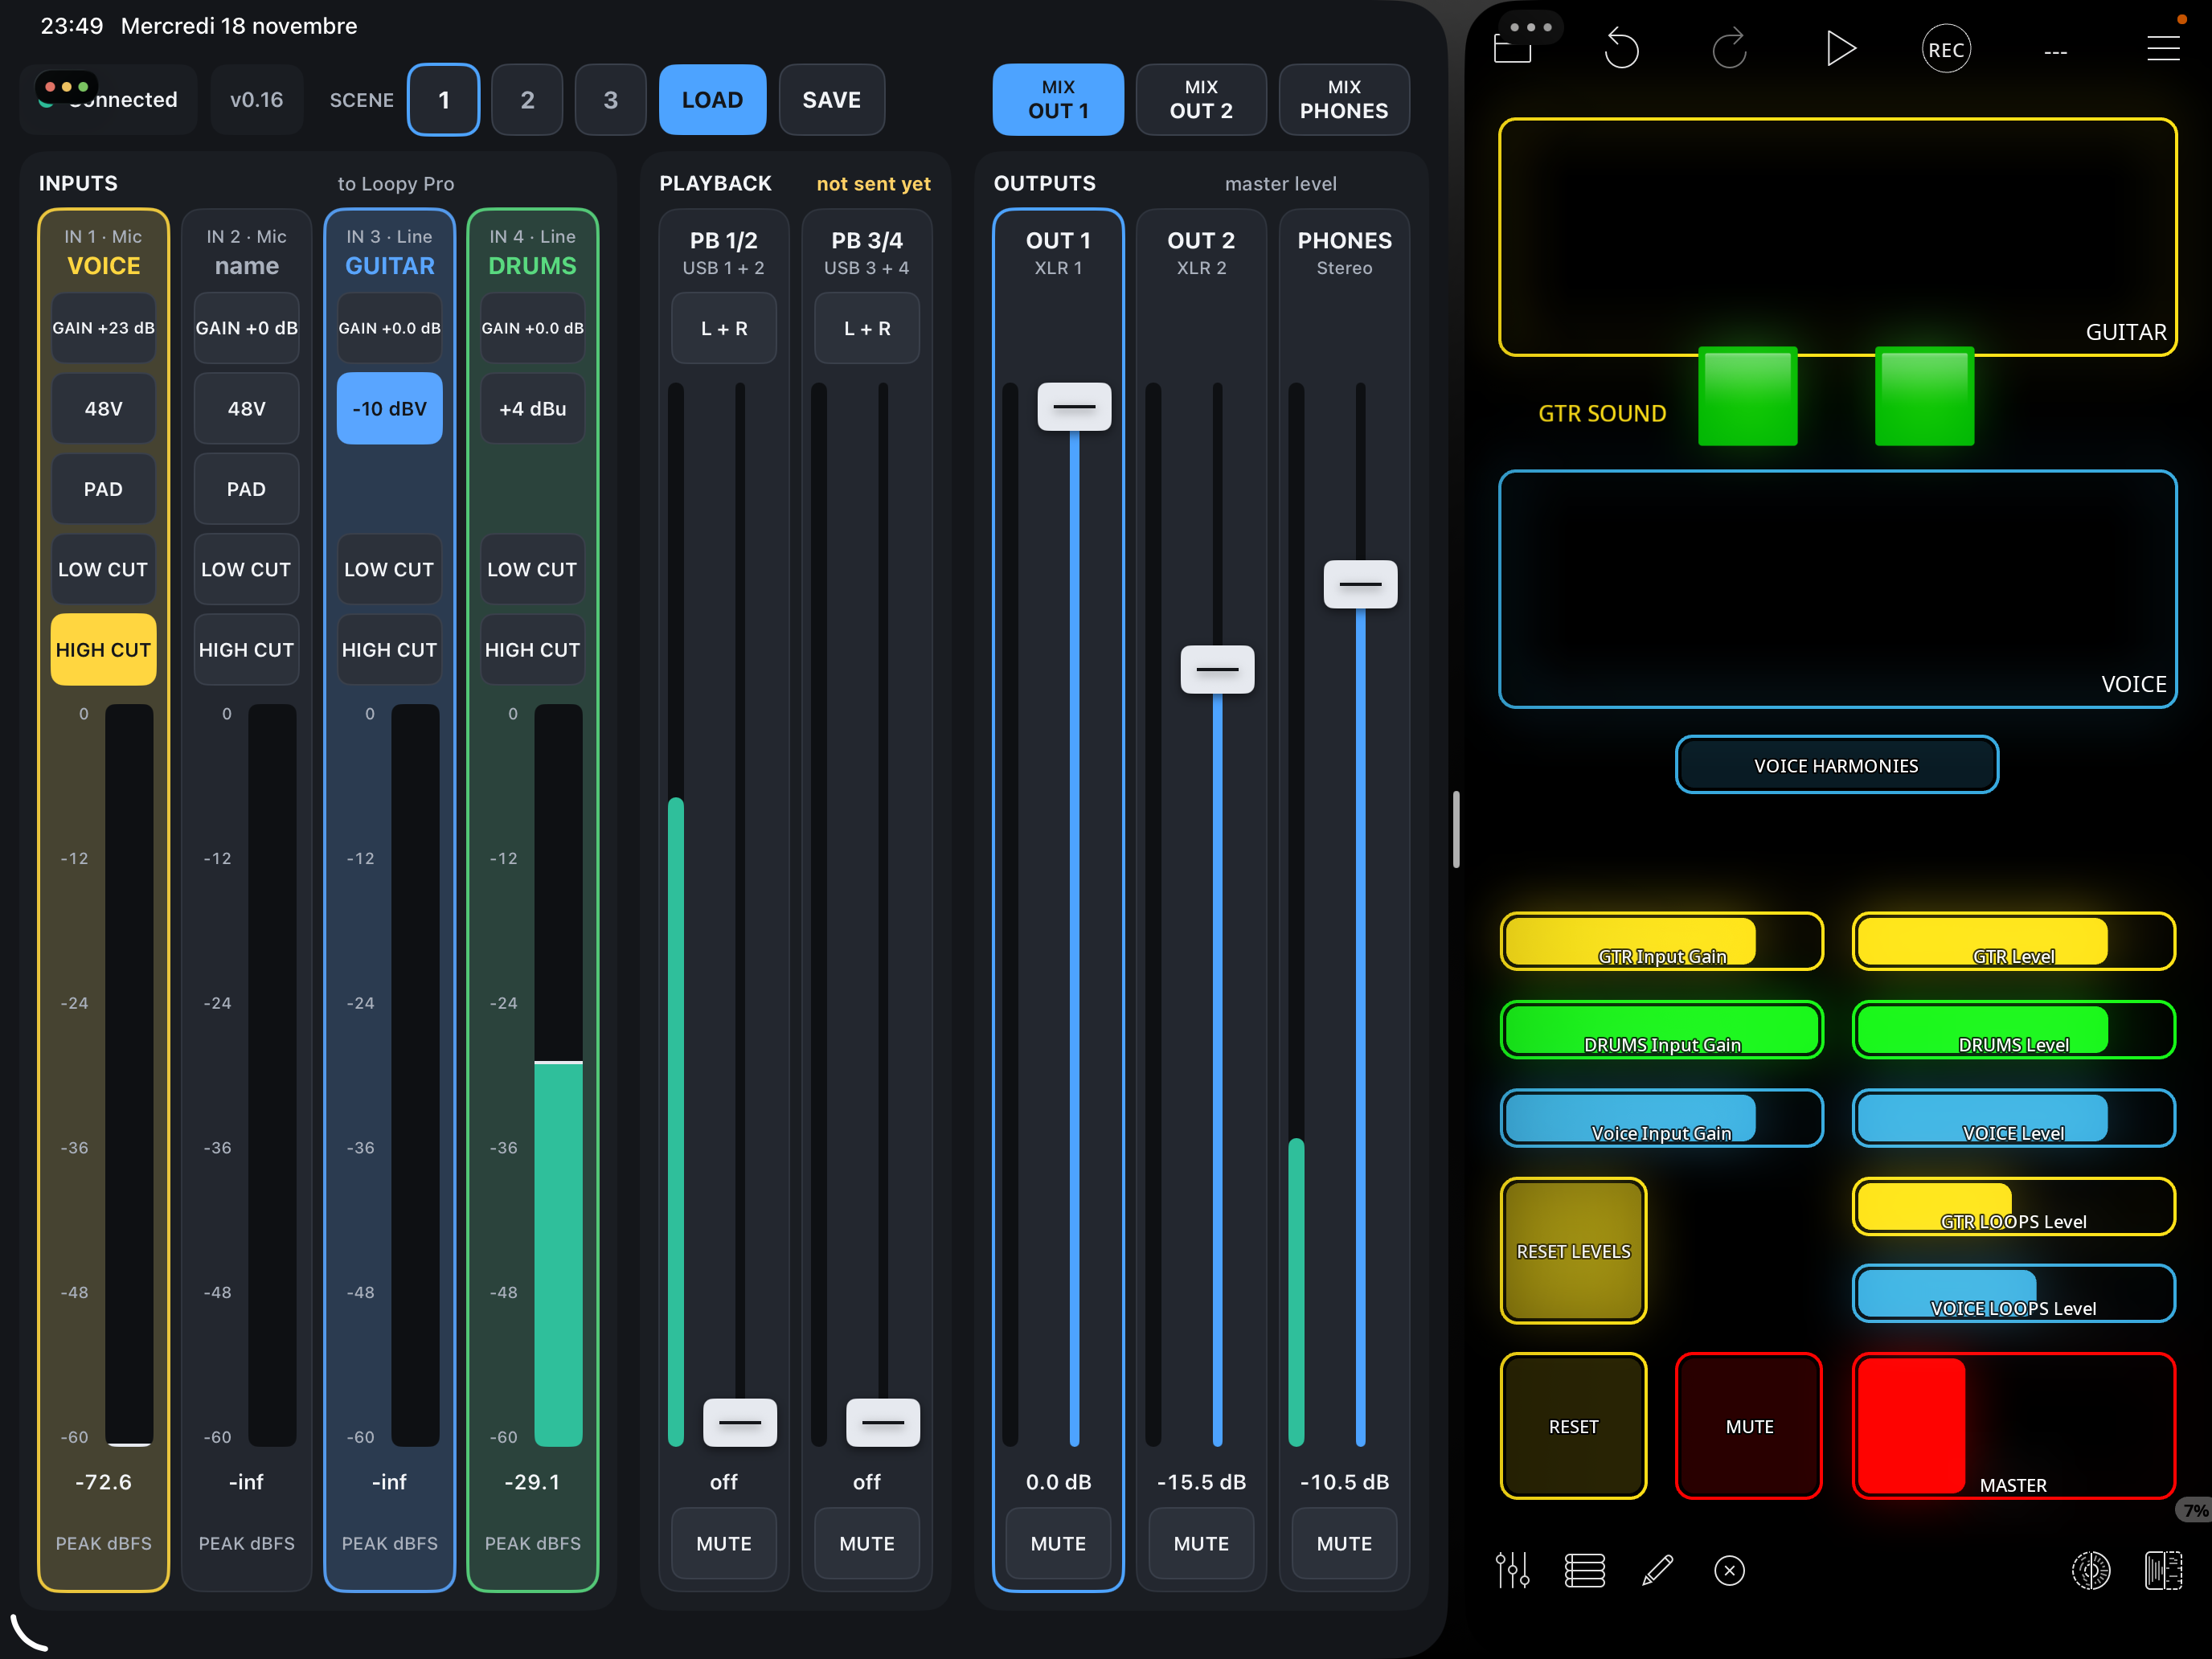 23:49 Mercredi 18 novembre
Connected
v0.16
SCENE
1
2
3
LOAD
SAVE
MIX
OUT 1
MIX
OUT 2
MIX
PHONES
INPUTS
to Loopy Pro
IN 1 · Mic
VOICE
GAIN +23 dB
48V
PAD
LOW CUT
HIGH CUT
0
-12
-24
-36
-48
-60
-72.6
PEAK dBFS
IN 2 · Mic
name
GAIN +0 dB
48V
PAD
LOW CUT
HIGH CUT
0
-12
-24
-36
-48
-60
-inf
PEAK dBFS
IN 3 · Line
GUITAR
GAIN +0.0 dB
-10 dBV
LOW CUT
HIGH CUT
0
-12
-24
-36
-48
-60
-inf
PEAK dBFS
IN 4 · Line
DRUMS
GAIN +0.0 dB
+4 dBu
LOW CUT
HIGH CUT
0
-12
-24
-36
-48
-60
-29.1
PEAK dBFS
PLAYBACK
not sent yet
PB 1/2
USB 1 + 2
L + R
off
MUTE
PB 3/4
USB 3 + 4
L + R
off
MUTE
OUTPUTS
master level
OUT 1
XLR 1
0.0 dB
MUTE
OUT 2
XLR 2
-15.5 dB
MUTE
PHONES
Stereo
-10.5 dB
MUTE
REC
---
GUITAR
GTR SOUND
VOICE
VOICE HARMONIES
GTR Input Gain
GTR Level
DRUMS Input Gain
DRUMS Level
Voice Input Gain
VOICE Level
RESET LEVELS
GTR LOOPS Level
VOICE LOOPS Level
RESET
MUTE
MASTER
7%